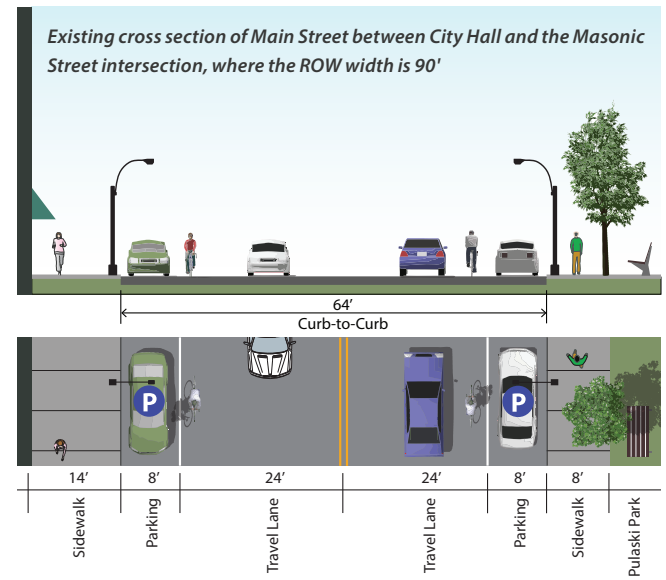 Existing cross section of Main Street between City Hall and the Masonic
Street intersection, where the ROW width is 90'
64’
Curb-to-Curb
P
P
14’
8’
24’
24’
8’
8’
Sidewalk
Parking
Travel Lane
Travel Lane
Parking
Sidewalk
Pulaski Park